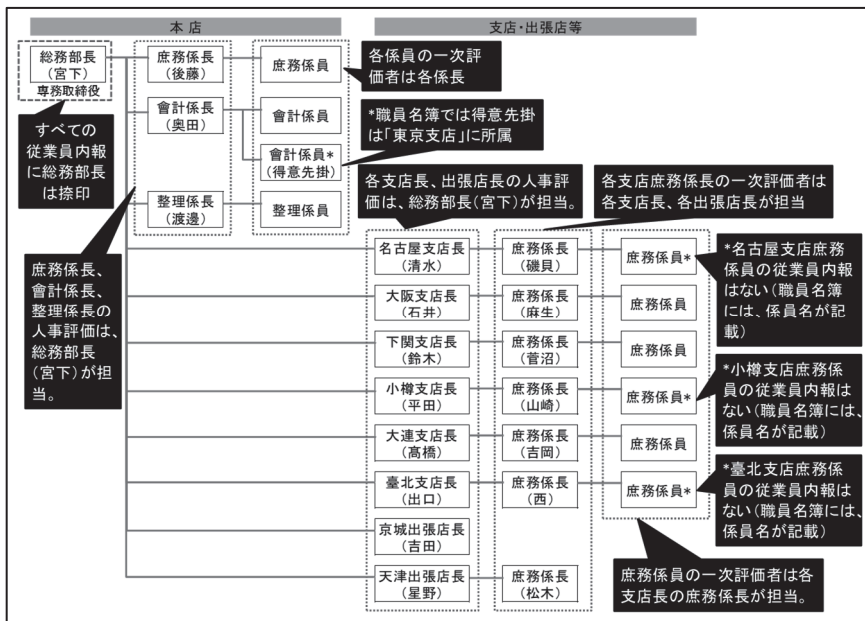 本店
支店・出張店等
総務部長
(宮下)
専務取締役
庶務係長
(後藤)
庶務係員
各係員の一次評
価者は各係長
會計係長
(奥田)
會計係員
會計係員*
(得意先掛)
*職員名簿では得意先掛
は「東京支店」に所属
すべての
従業員内報
に総務部長
は捺印
整理係長
(渡邊)
整理係員
各支店長、出張店長の人事評
価は、総務部長(宮下)が担当。
各支店庶務係長の一次評価者は
各支店長、各出張店長が担当
庶務係長、
會計係長、
整理係長の
人事評価は、
総務部長
(宮下)が担
当。
名古屋支店長
(清水)
庶務係長
(磯貝)
庶務係員*
*名古屋支店庶務
係員の従業員内報
はない(職員名簿
には、係員名が記
載)
大阪支店長
(石井)
庶務係長
(麻生)
庶務係員
下関支店長
(鈴木)
庶務係長
(菅沼)
庶務係員
小樽支店長
(平田)
庶務係長
(山崎)
庶務係員*
*小樽支店庶務係
員の従業員内報は
ない(職員名簿には、
係員名が記載)
大連支店長
(髙橋)
庶務係長
(吉岡)
庶務係員
臺北支店長
(出口)
庶務係長
(西)
庶務係員*
*臺北支店庶務係
員の従業員内報は
ない(職員名簿には、
係員名が記載)
京城出張店長
(吉田)
天津出張店長
(星野)
庶務係長
(松木)
庶務係員の一次評価者は各
支店長の庶務係長が担当。